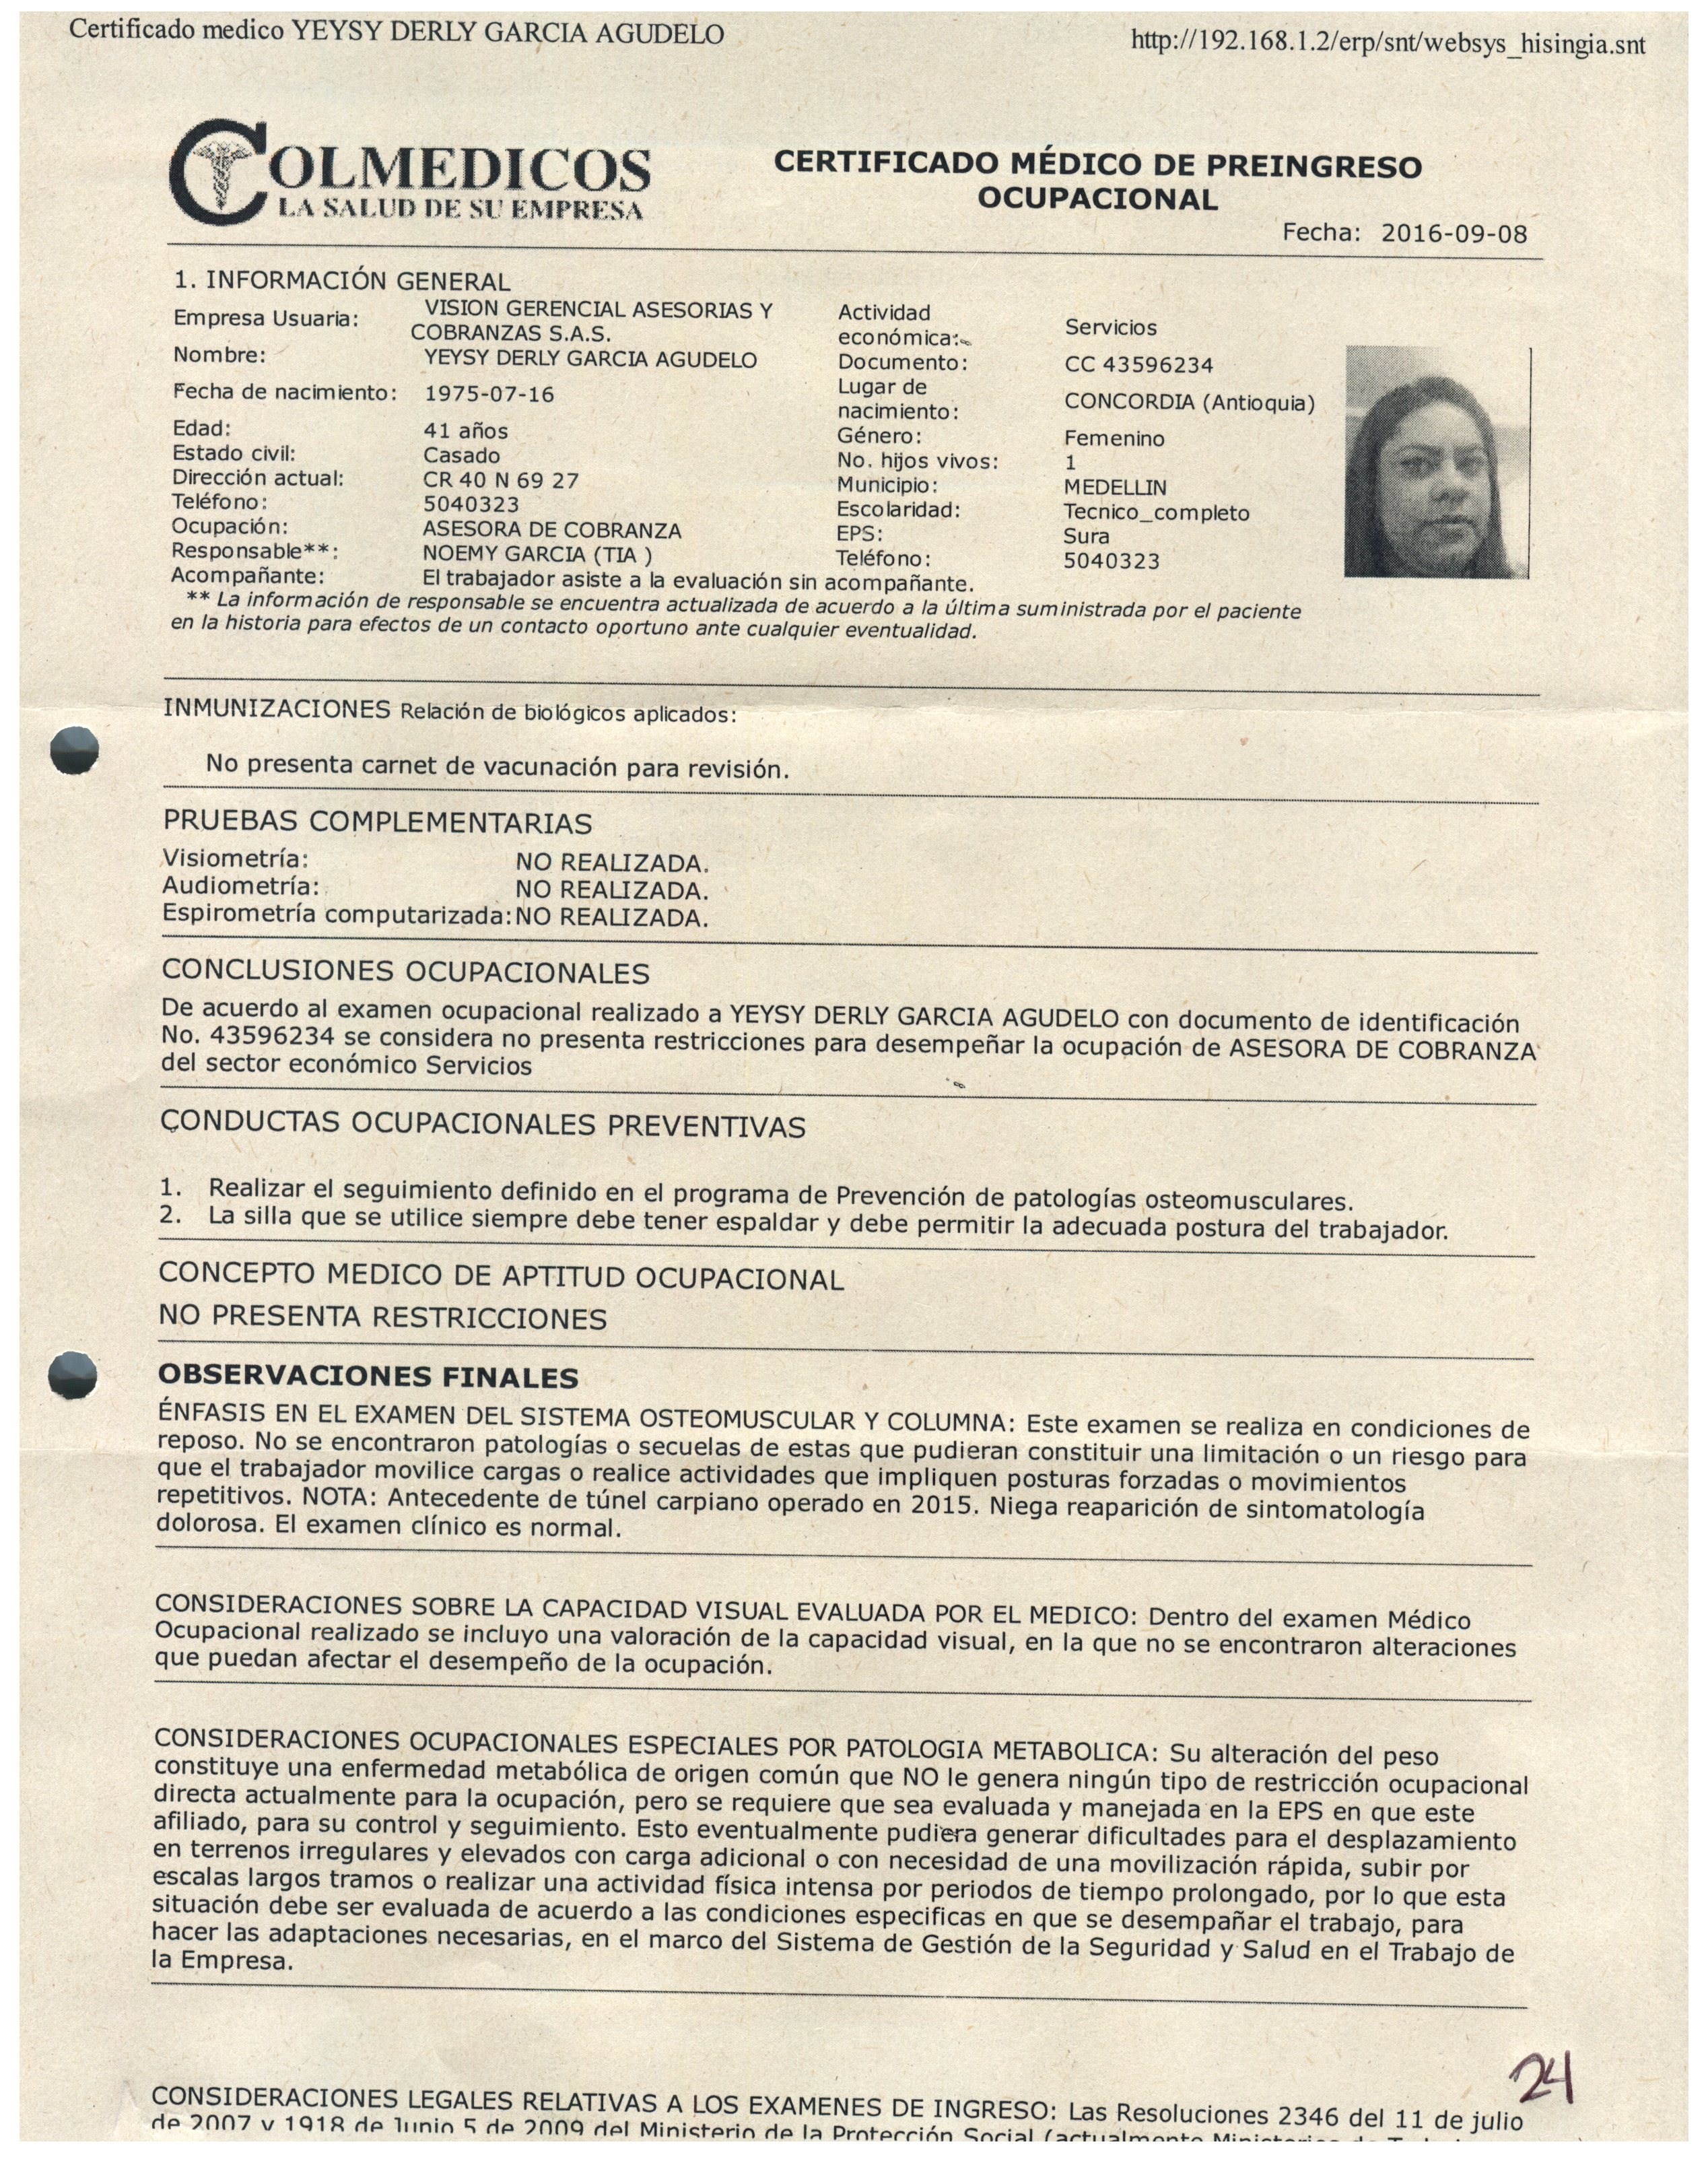 Certificado medico YEYSY DERLY GARCIA AGUDELO
http://192.168.1.2/erp/snt/websys_hisingia.snt
COLMEDICOS
LA SALUD DE SU EMPRESA
CERTIFICADO MÉDICO DE PREINGRESO
OCUPACIONAL
Fecha: 2016-09-08
1. INFORMACIÓN GENERAL
Empresa Usuaria: VISION GERENCIAL ASESORIAS Y
COBRANZAS S.A.S.
Actividad
económica: Servicios
Nombre: YEYSY DERLY GARCIA AGUDELO
Documento: CC 43596234
Fecha de nacimiento: 1975-07-16
Lugar de
nacimiento: CONCORDIA (Antioquia)
Edad: 41 años
Género: Femenino
Estado civil: Casado
No. hijos vivos: 1
Dirección actual: CR 40 N 69 27
Municipio: MEDELLIN
Teléfono: 5040323
Escolaridad: Tecnico_completo
Ocupación: ASESORA DE COBRANZA
EPS: Sura
Responsable**: NOEMY GARCIA (TIA )
Teléfono: 5040323
Acompañante: El trabajador asiste a la evaluación sin acompañante.
** La información de responsable se encuentra actualizada de acuerdo a la última suministrada por el paciente
en la historia para efectos de un contacto oportuno ante cualquier eventualidad.
INMUNIZACIONES Relación de biológicos aplicados:
No presenta carnet de vacunación para revisión.
PRUEBAS COMPLEMENTARIAS
Visiometría: NO REALIZADA.
Audiometría: NO REALIZADA.
Espirometría computarizada: NO REALIZADA.
CONCLUSIONES OCUPACIONALES
De acuerdo al examen ocupacional realizado a YEYSY DERLY GARCIA AGUDELO con documento de identificación
No. 43596234 se considera no presenta restricciones para desempeñar la ocupación de ASESORA DE COBRANZA
del sector económico Servicios
CONDUCTAS OCUPACIONALES PREVENTIVAS
1. Realizar el seguimiento definido en el programa de Prevención de patologías osteomusculares.
2. La silla que se utilice siempre debe tener espaldar y debe permitir la adecuada postura del trabajador.
CONCEPTO MEDICO DE APTITUD OCUPACIONAL
NO PRESENTA RESTRICCIONES
OBSERVACIONES FINALES
ÉNFASIS EN EL EXAMEN DEL SISTEMA OSTEOMUSCULAR Y COLUMNA: Este examen se realiza en condiciones de
reposo. No se encontraron patologías o secuelas de estas que pudieran constituir una limitación o un riesgo para
que el trabajador movilice cargas o realice actividades que impliquen posturas forzadas o movimientos
repetitivos. NOTA: Antecedente de túnel carpiano operado en 2015. Niega reaparición de sintomatología
dolorosa. El examen clínico es normal.
CONSIDERACIONES SOBRE LA CAPACIDAD VISUAL EVALUADA POR EL MEDICO: Dentro del examen Médico
Ocupacional realizado se incluyo una valoración de la capacidad visual, en la que no se encontraron alteraciones
que puedan afectar el desempeño de la ocupación.
CONSIDERACIONES OCUPACIONALES ESPECIALES POR PATOLOGIA METABOLICA: Su alteración del peso
constituye una enfermedad metabólica de origen común que NO le genera ningún tipo de restricción ocupacional
directa actualmente para la ocupación, pero se requiere que sea evaluada y manejada en la EPS en que este
afiliado, para su control y seguimiento. Esto eventualmente pudiera generar dificultades para el desplazamiento
en terrenos irregulares y elevados con carga adicional o con necesidad de una movilización rápida, subir por
escalas largos tramos o realizar una actividad física intensa por periodos de tiempo prolongado, por lo que esta
situación debe ser evaluada de acuerdo a las condiciones especificas en que se desempañar el trabajo, para
hacer las adaptaciones necesarias, en el marco del Sistema de Gestión de la Seguridad y Salud en el Trabajo de
la Empresa.
24
CONSIDERACIONES LEGALES RELATIVAS A LOS EXAMENES DE INGRESO: Las Resoluciones 2346 del 11 de julio
de 2007 y 1918 de Junio 5 de 2009 del Ministerio de la Protección Social (actualmente